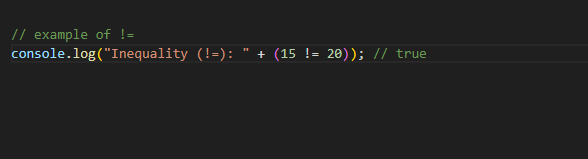 // example of !=
console.log("Inequality (!=): " + (15 != 20)); // true